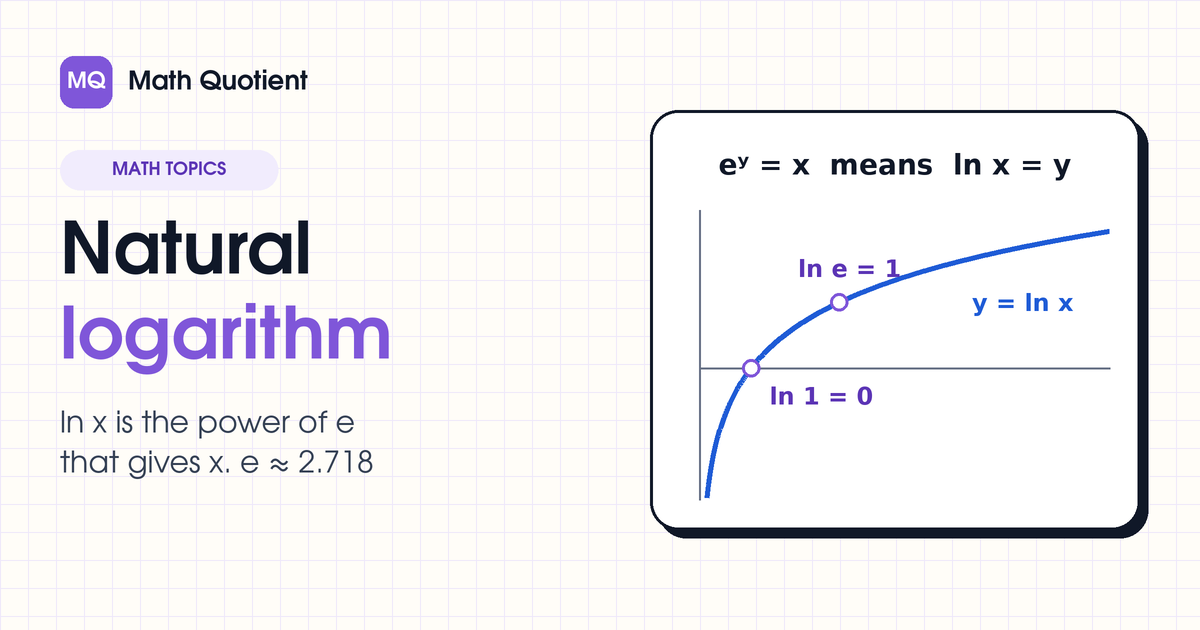 MQ Math Quotient
MATH TOPICS
Natural
logarithm
ln x is the power of e
that gives x. e ≈ 2.718
eʸ = x means ln x = y
ln e = 1
y = ln x
ln 1 = 0